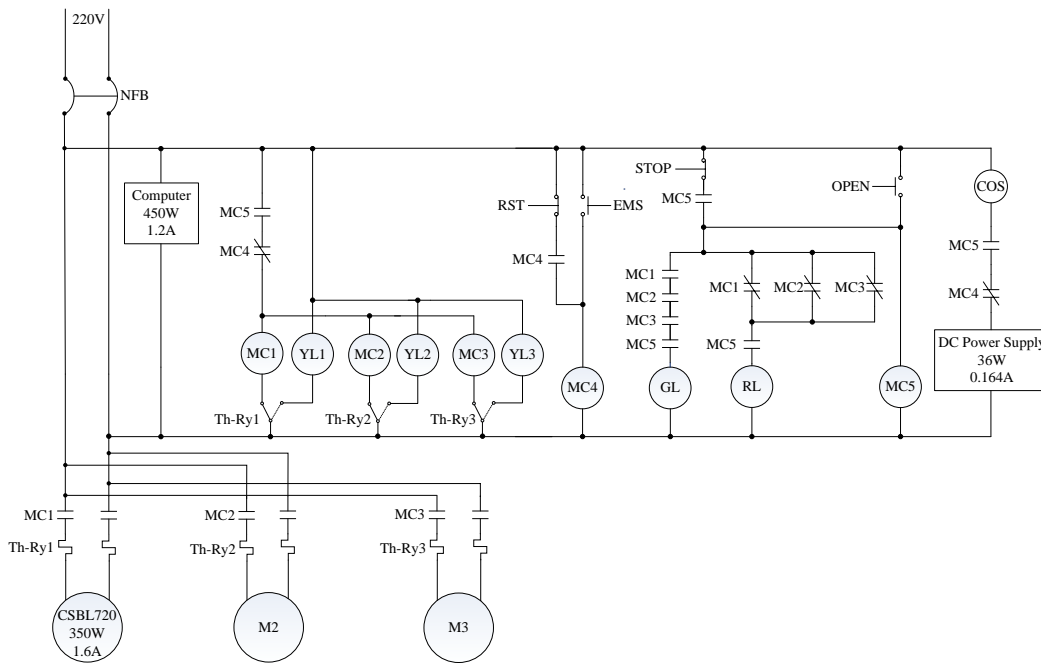 220V
NFB
Computer
450W
1.2A
MC5
MC4
RST
EMS
MC4
STOP
MC5
OPEN
COS
MC5
MC4
MC1
MC2
MC3
MC5
MC1
MC2
MC3
MC5
DC Power Supply
36W
0.164A
MC1
YL1
MC2
YL2
MC3
YL3
MC4
GL
RL
MC5
Th-Ry1
Th-Ry2
Th-Ry3
MC1
MC2
MC3
Th-Ry1
Th-Ry2
Th-Ry3
CSBL720
350W
1.6A
M2
M3